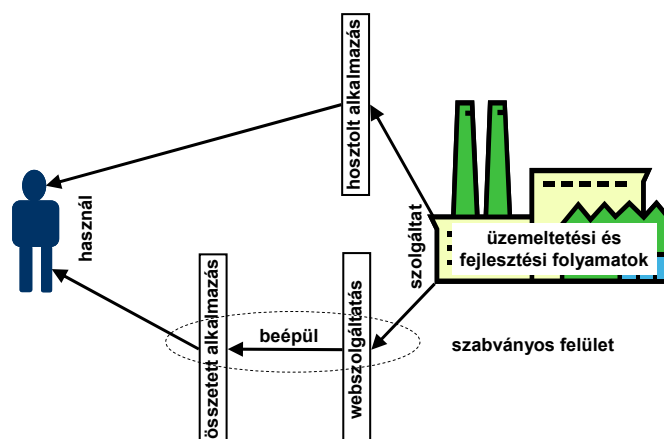 hosztolt alkalmazás
használ
szolgáltat
üzemeltetési és
fejlesztési folyamatok
összetett alkalmazás
beépül
webszolgáltatás
szabványos felület